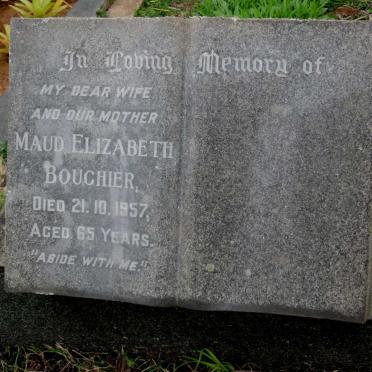 In Loving Memory of
MY DEAR WIFE
AND OUR MOTHER
MAUD ELIZABETH
BOUGHIER,
DIED 21. 10. 1957,
AGED 65 YEARS.
"ABIDE WITH ME."